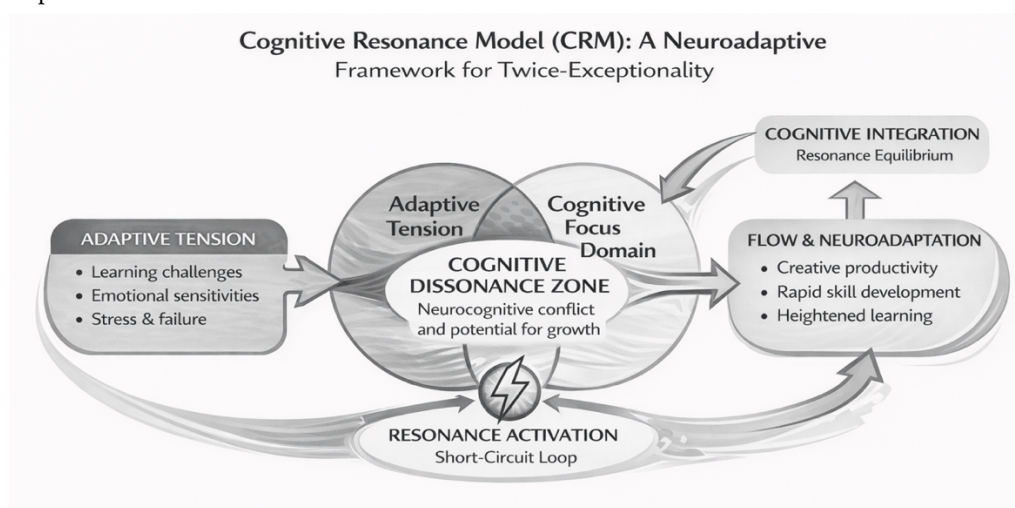 Cognitive Resonance Model (CRM): A Neuroadaptive
Framework for Twice-Exceptionality
COGNITIVE INTEGRATION
Resonance Equilibrium
Adaptive
Tension
Cognitive
Focus
Domain
ADAPTIVE TENSION
• Learning challenges
• Emotional sensitivities
• Stress & failure
COGNITIVE
DISSONANCE ZONE
Neurocognitive conflict
and potential for growth
FLOW & NEUROADAPTATION
• Creative productivity
• Rapid skill development
• Heightened learning
RESONANCE ACTIVATION
Short-Circuit Loop